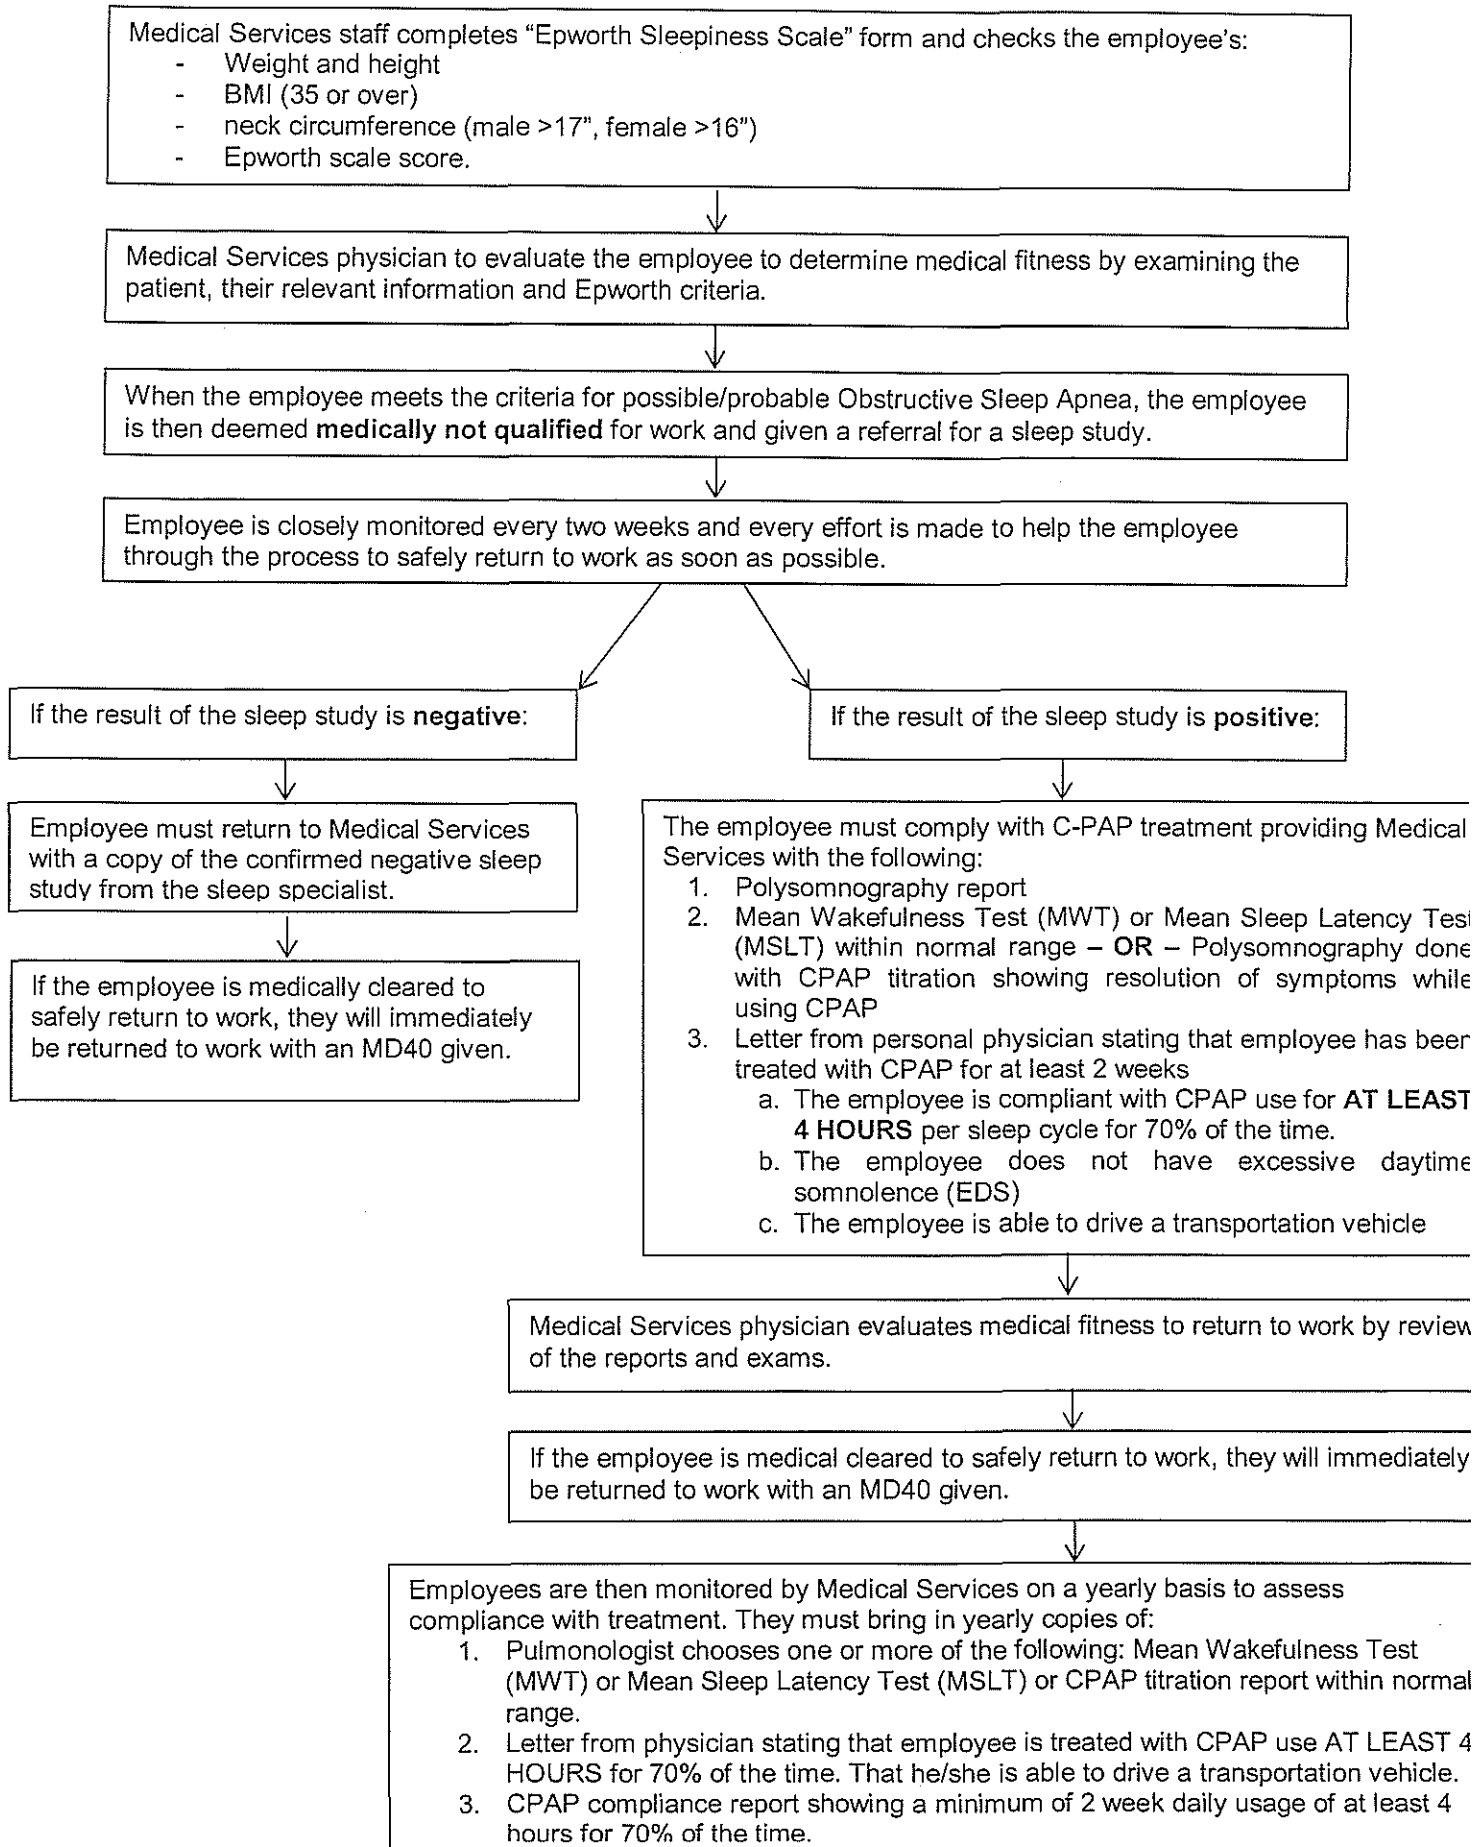 Medical Services staff completes “Epworth Sleepiness Scale” form and checks the employee’s:
- Weight and height
- BMI (35 or over)
- neck circumference (male >17”, female >16”)
- Epworth scale score.
Medical Services physician to evaluate the employee to determine medical fitness by examining the
patient, their relevant information and Epworth criteria.
When the employee meets the criteria for possible/probable Obstructive Sleep Apnea, the employee
is then deemed medically not qualified for work and given a referral for a sleep study.
Employee is closely monitored every two weeks and every effort is made to help the employee
through the process to safely return to work as soon as possible.
If the result of the sleep study is negative:
Employee must return to Medical Services
with a copy of the confirmed negative sleep
study from the sleep specialist.
If the employee is medically cleared to
safely return to work, they will immediately
be returned to work with an MD40 given.
If the result of the sleep study is positive:
The employee must comply with C-PAP treatment providing Medical
Services with the following:
1. Polysomnography report
2. Mean Wakefulness Test (MWT) or Mean Sleep Latency Test
(MSLT) within normal range – OR – Polysomnography done
with CPAP titration showing resolution of symptoms while
using CPAP
3. Letter from personal physician stating that employee has been
treated with CPAP for at least 2 weeks
a. The employee is compliant with CPAP use for AT LEAST
4 HOURS per sleep cycle for 70% of the time.
b. The employee does not have excessive daytime
somnolence (EDS)
c. The employee is able to drive a transportation vehicle
Medical Services physician evaluates medical fitness to return to work by review
of the reports and exams.
If the employee is medical cleared to safely return to work, they will immediately
be returned to work with an MD40 given.
Employees are then monitored by Medical Services on a yearly basis to assess
compliance with treatment. They must bring in yearly copies of:
1. Pulmonologist chooses one or more of the following: Mean Wakefulness Test
(MWT) or Mean Sleep Latency Test (MSLT) or CPAP titration report within normal
range.
2. Letter from physician stating that employee is treated with CPAP use AT LEAST 4
HOURS for 70% of the time. That he/she is able to drive a transportation vehicle.
3. CPAP compliance report showing a minimum of 2 week daily usage of at least 4
hours for 70% of the time.